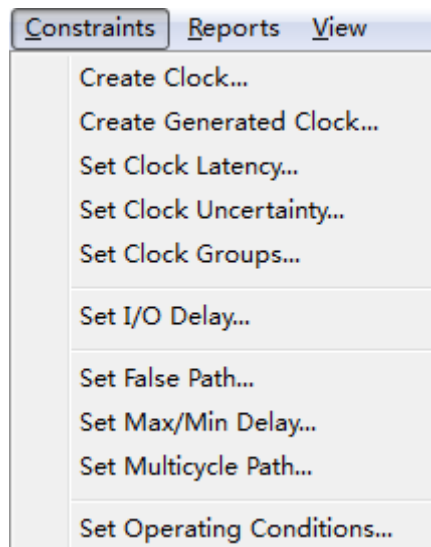 Constraints Reports View
Create Clock...
Create Generated Clock...
Set Clock Latency...
Set Clock Uncertainty...
Set Clock Groups...
Set I/O Delay...
Set False Path...
Set Max/Min Delay...
Set Multicycle Path...
Set Operating Conditions...